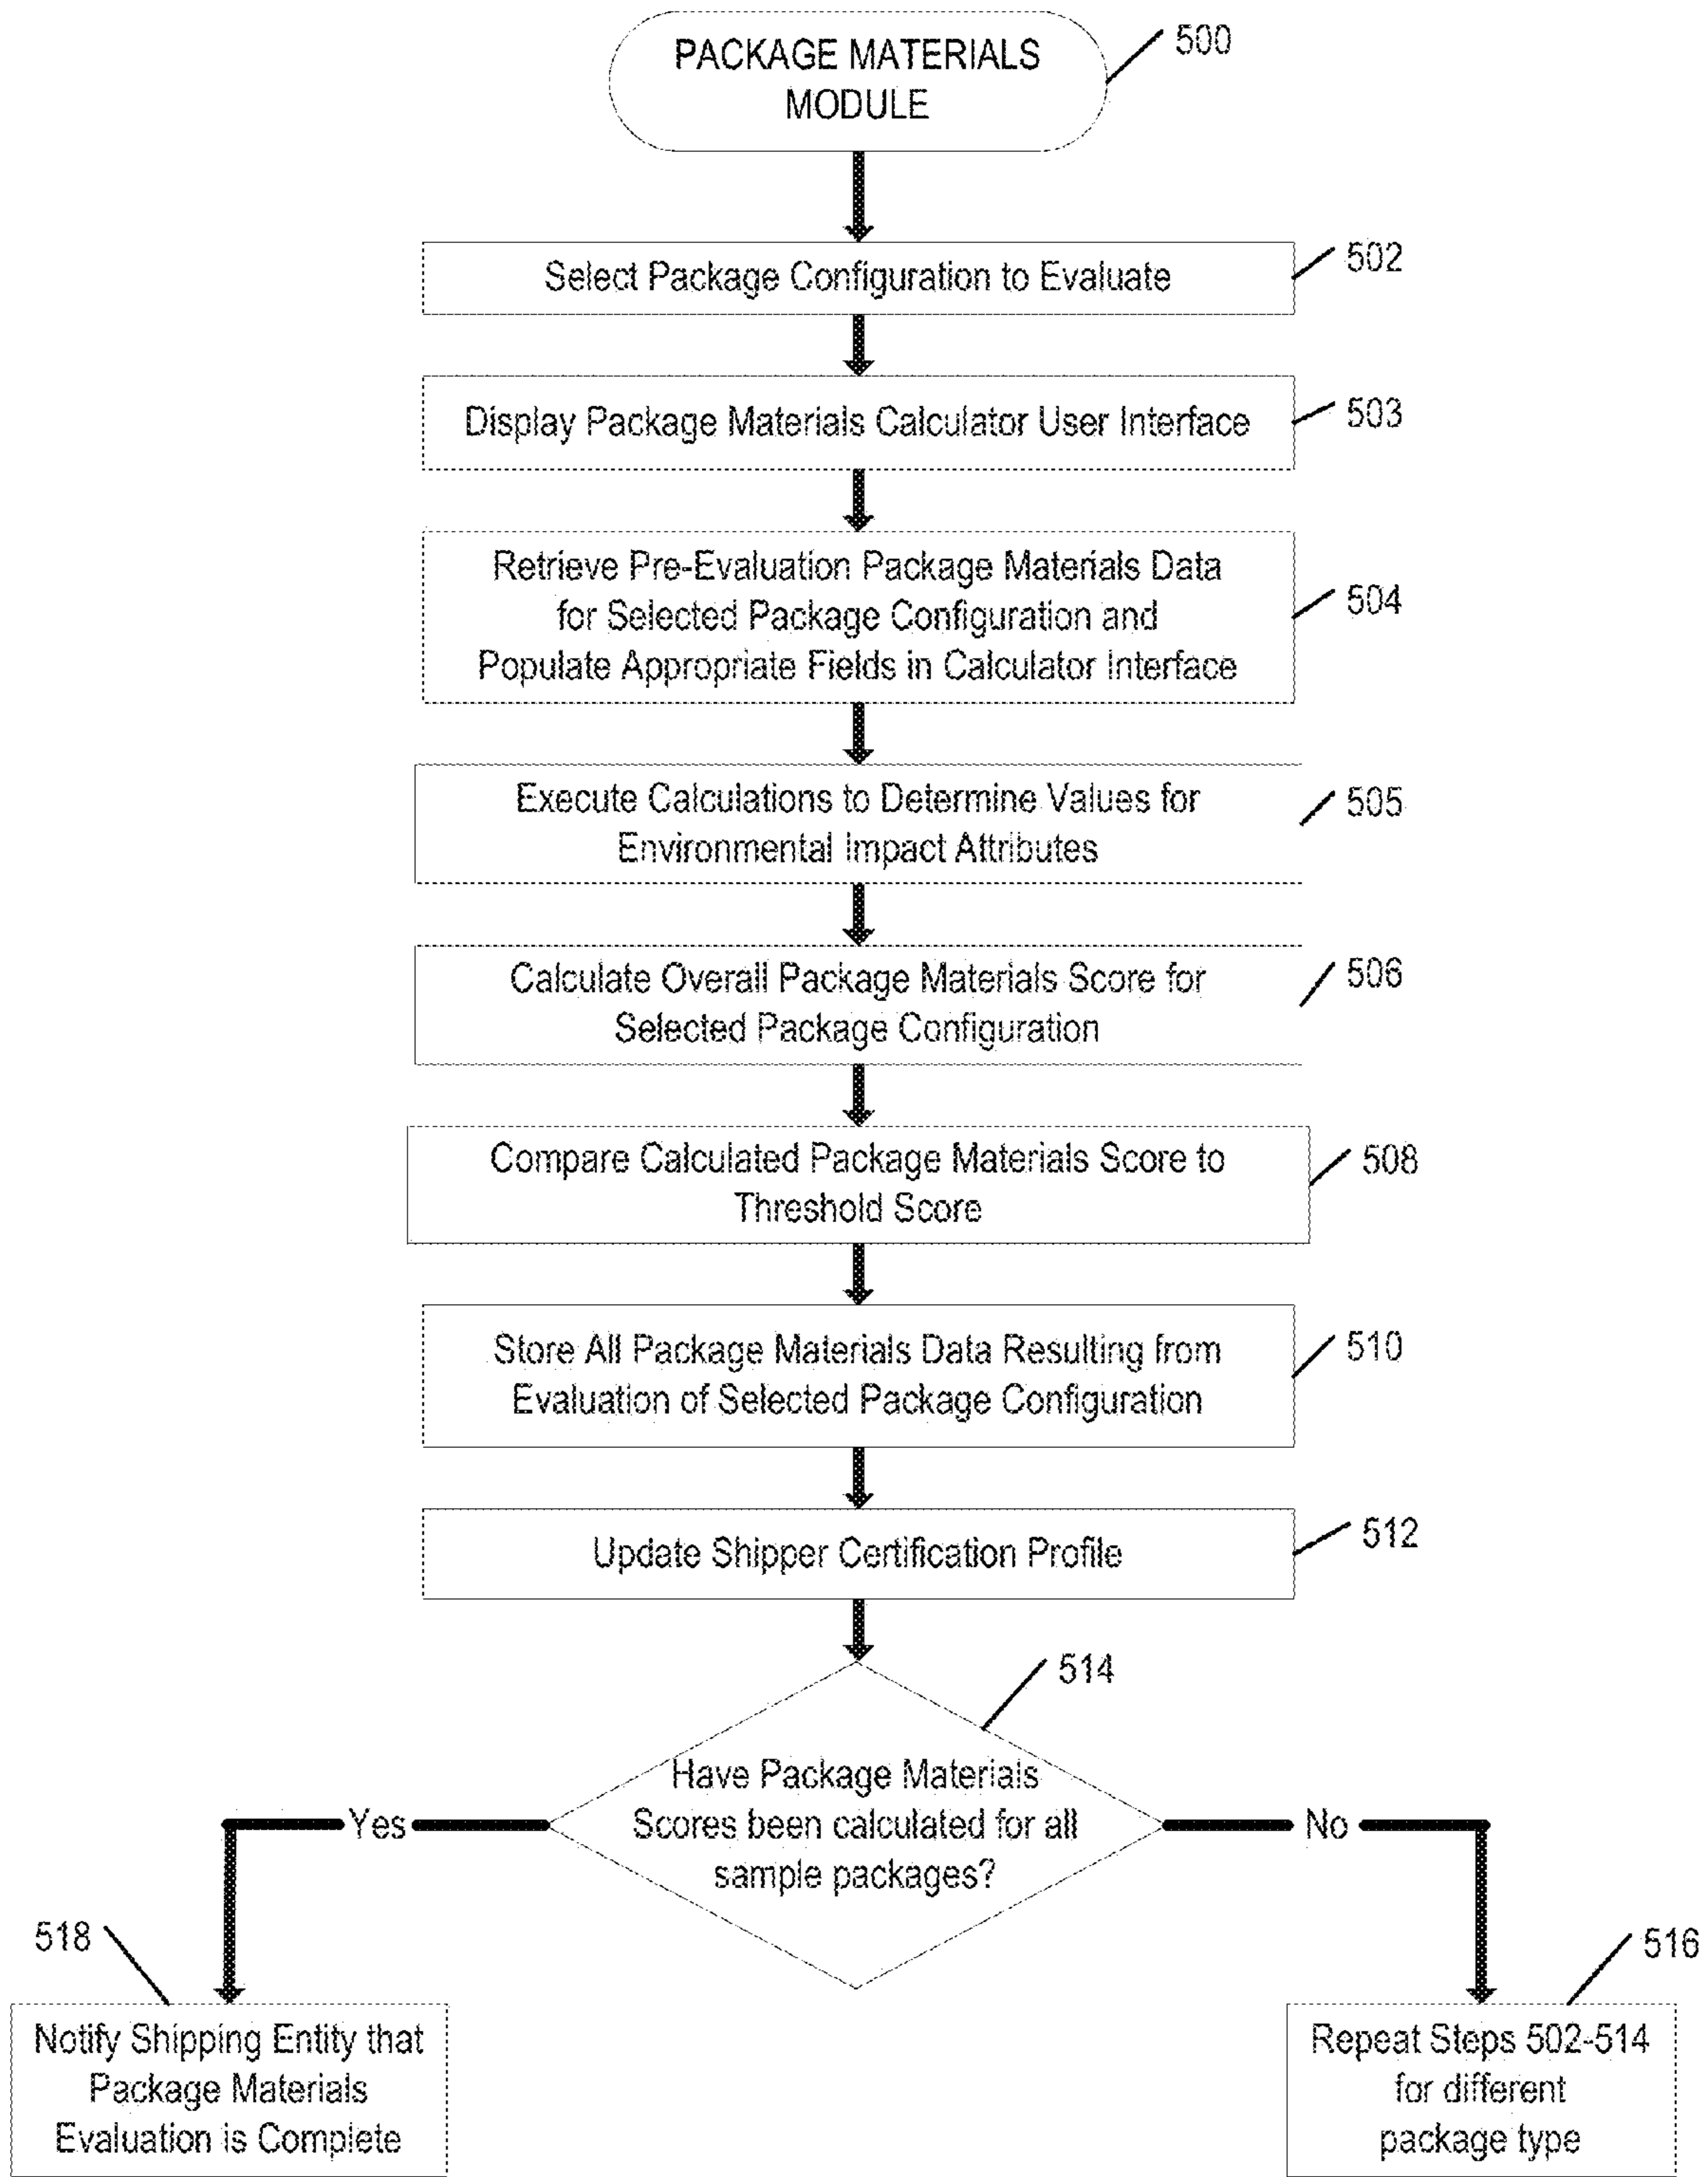 PACKAGE MATERIALS
MODULE
500
Select Package Configuration to Evaluate
502
Display Package Materials Calculator User Interface
503
Retrieve Pre-Evaluation Package Materials Data
for Selected Package Configuration and
Populate Appropriate Fields in Calculator Interface
504
Execute Calculations to Determine Values for
Environmental Impact Attributes
505
Calculate Overall Package Materials Score for
Selected Package Configuration
506
Compare Calculated Package Materials Score to
Threshold Score
508
Store All Package Materials Data Resulting from
Evaluation of Selected Package Configuration
510
Update Shipper Certification Profile
512
514
Have Package Materials
Scores been calculated for all
sample packages?
Yes
No
518
Notify Shipping Entity that
Package Materials
Evaluation is Complete
516
Repeat Steps 502-514
for different
package type